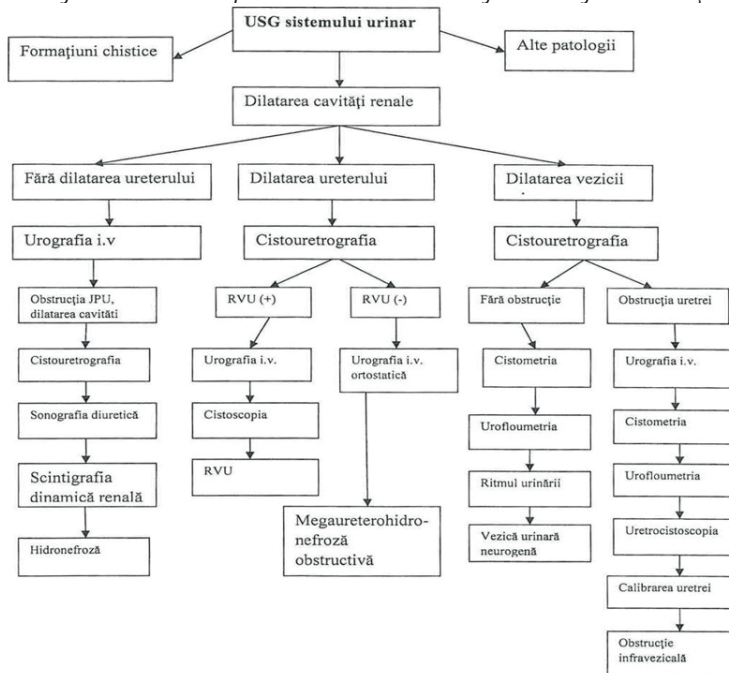 USG sistemului urinar
Formațiuni chistice
Alte patologii
Dilatarea cavității renale
Fără dilatarea ureterului
Dilatarea ureterului
Dilatarea vezicii
Urografia i.v
Cistouretrografia
Cistouretrografia
Obstrucția JPU,
dilatarea cavităti
RVU (+)
RVU (-)
Fără obstrucție
Obstrucția uretrei
Cistouretrografia
Urografia i.v.
Urografia i.v.
ortostatică
Cistometria
Urografia i.v.
Sonografia diuretică
Cistoscopia
Urofloumetria
Cistometria
Scintigrafia
dinamică renală
RVU
Ritmul urinării
Urofloumetria
Hidronefroză
Megaureterohidro-
nefroză
obstructivă
Vezică urinară
neurogenă
Uretrocistoscopia
Calibrarea uretrei
Obstrucție
infravezicală